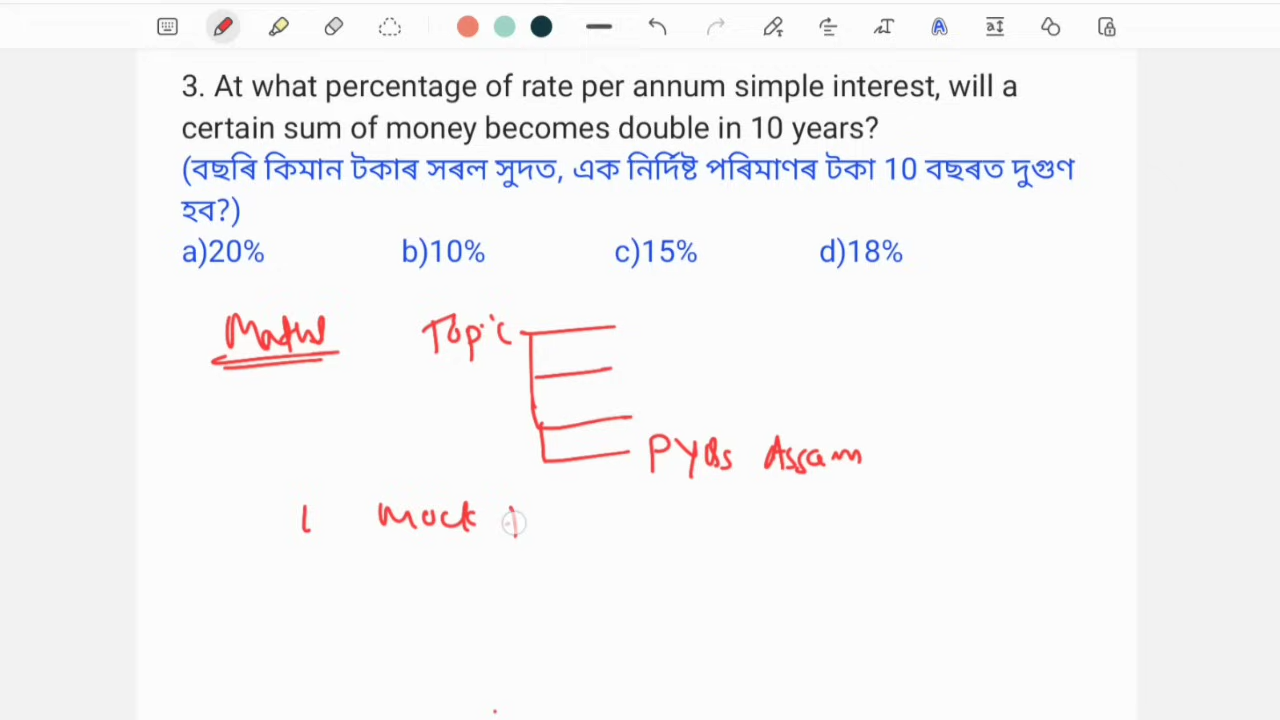 3. At what percentage of rate per annum simple interest, will a
certain sum of money becomes double in 10 years?
(বছৰি কিমান টকাৰ সৰল সুদত, এক নিৰ্দিষ্ট পৰিমাণৰ টকা 10 বছৰত দুগুণ
হব?)
a)20% b)10% c)15% d)18%
Maths Topic
PYQs Assam
1 Mock